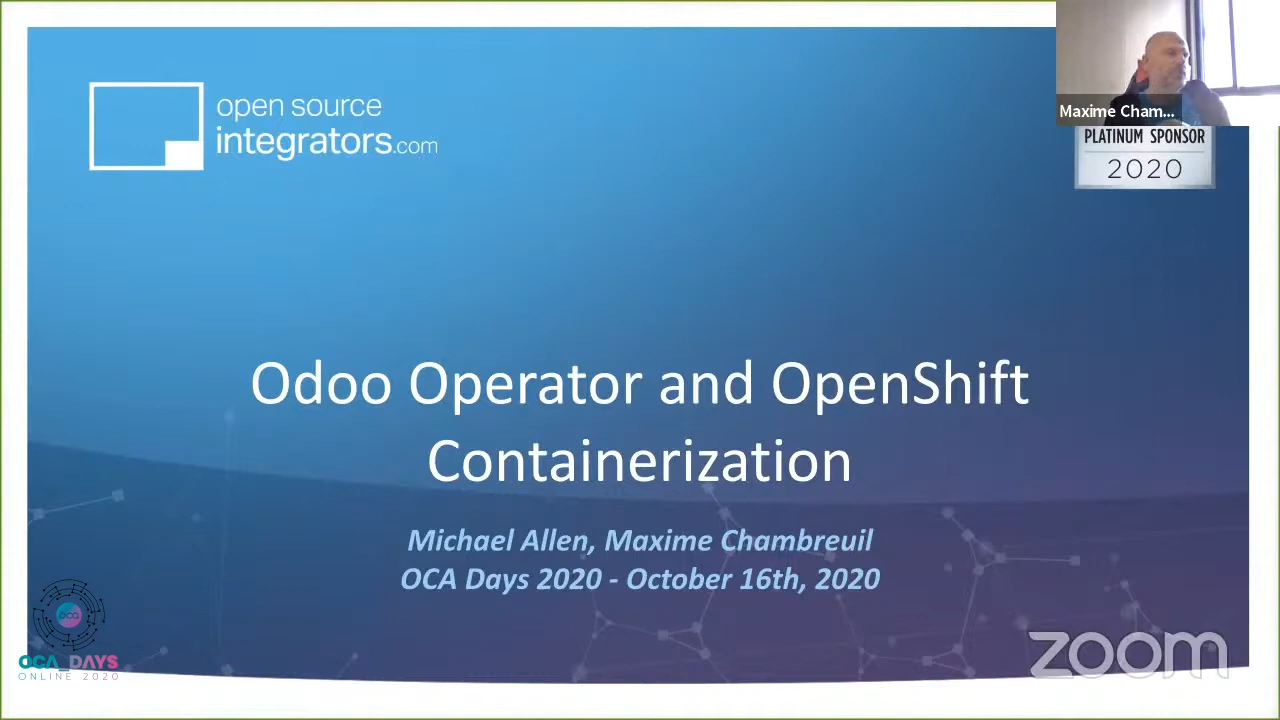 open source
integrators.com
Maxime Cham...
PLATINUM SPONSOR
2020
Odoo Operator and OpenShift
Containerization
Michael Allen, Maxime Chambreuil
OCA Days 2020 - October 16th, 2020
oco
OCA_DAYS
ONLINE 2020
zoom